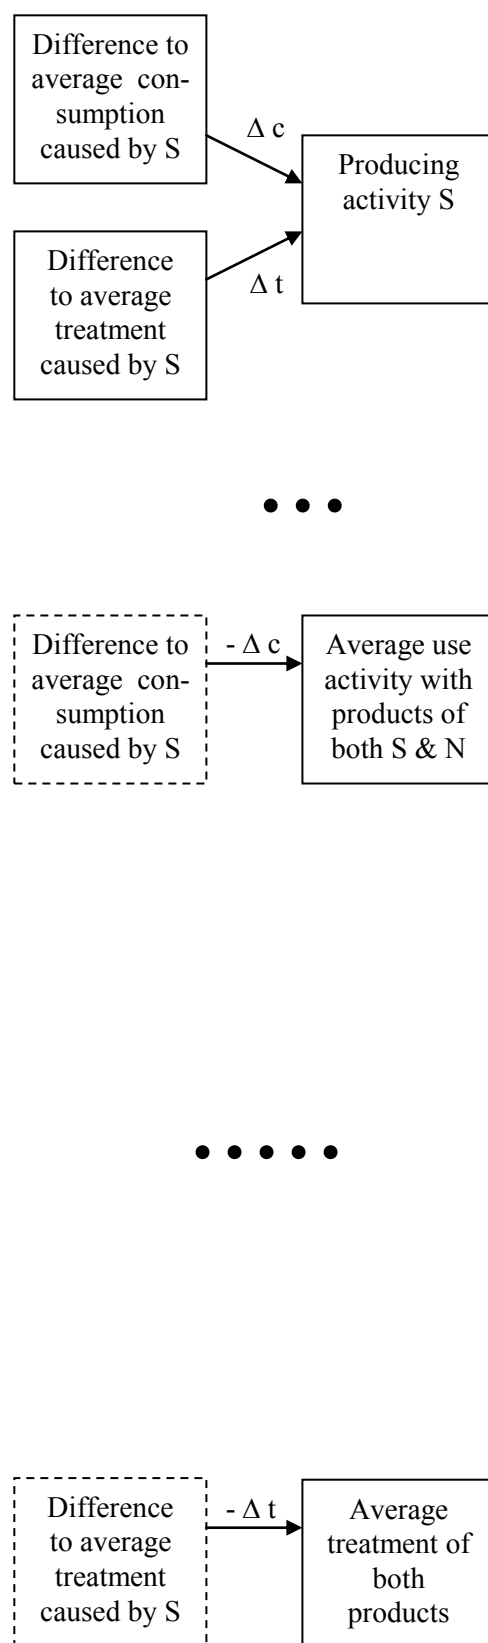 Difference to
average con-
sumption
caused by S
Δ c
Producing
activity S
Difference
to average
treatment
caused by S
Δ t
Difference to
average con-
sumption
caused by S
- Δ c
Average use
activity with
products of
both S & N
Difference
to average
treatment
caused by S
- Δ t
Average
treatment of
both
products